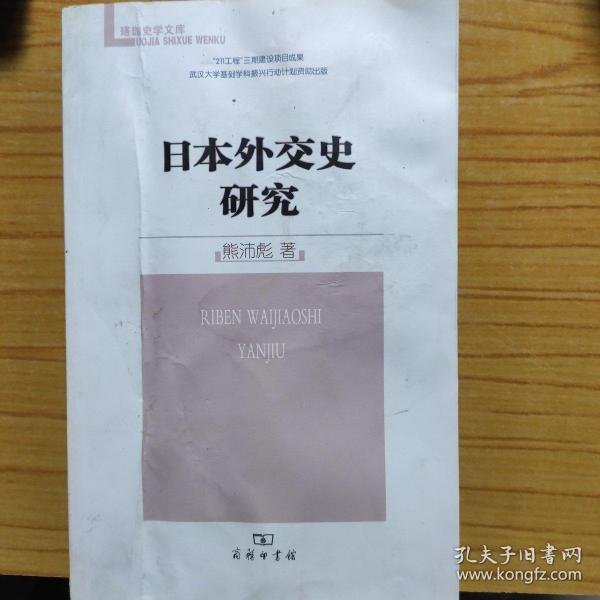 珞珈史学文库
LUOJIA SHIXUE WENKU
"211工程"三期建设项目成果
武汉大学基础学科振兴行动计划资助出版
日本外交史
研究
熊沛彪 著
RIBEN WAIJIAOSHI
YANJIU
商务印书馆
孔夫子旧书网
www.kongfz.com